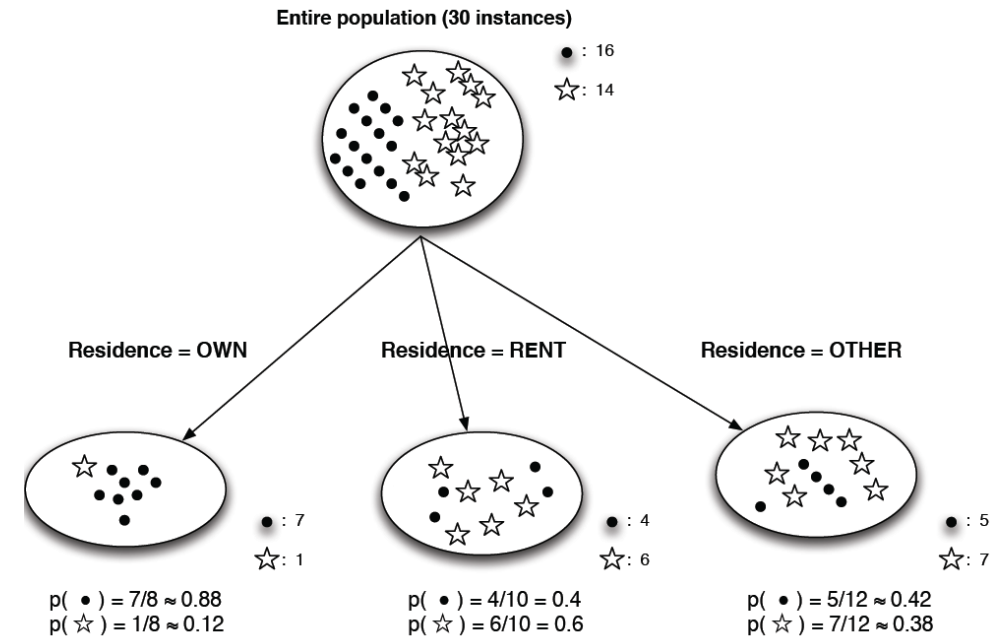 Entire population (30 instances)
● : 16
☆: 14
Residence = OWN
Residence = RENT
Residence = OTHER
● : 7
☆: 1
● : 4
☆: 6
● : 5
☆: 7
p( ● ) = 7/8 ≈ 0.88
p( ☆ ) = 1/8 ≈ 0.12
p( ● ) = 4/10 = 0.4
p( ☆ ) = 6/10 = 0.6
p( ● ) = 5/12 ≈ 0.42
p( ☆ ) = 7/12 ≈ 0.38